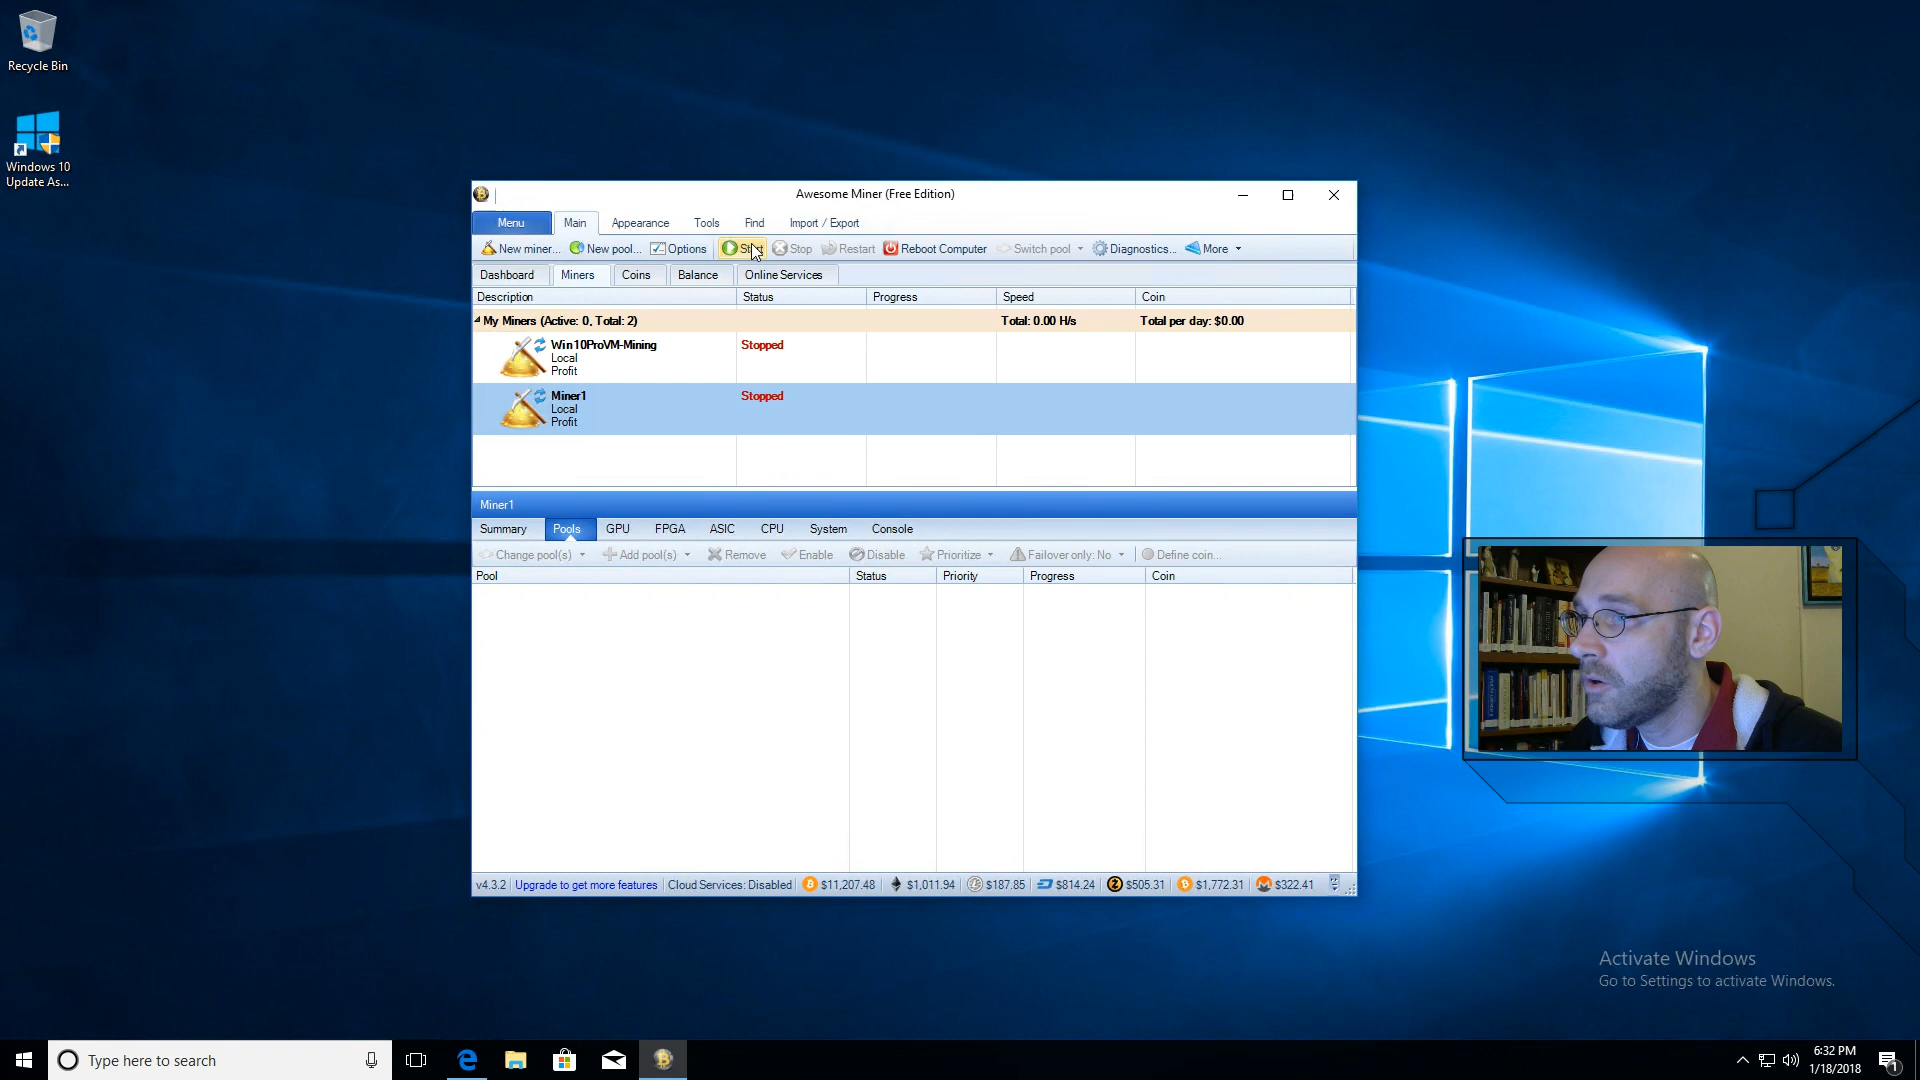 Recycle Bin
Windows 10
Update As...
Awesome Miner (Free Edition)
Menu Main Appearance Tools Find Import / Export
New miner... New pool... Options Start Stop Restart Reboot Computer Switch pool Diagnostics... More
Dashboard Miners Coins Balance Online Services
Description Status Progress Speed Coin
My Miners (Active: 0, Total: 2) Total: 0.00 H/s Total per day: $0.00
Win10ProVM-Mining Stopped
Local
Profit
Miner1 Stopped
Local
Profit
Miner1
Summary Pools GPU FPGA ASIC CPU System Console
Change pool(s) Add pool(s) Remove Enable Disable Prioritize Failover only: No Define coin...
Pool Status Priority Progress Coin
v4.3.2 Upgrade to get more features Cloud Services: Disabled $11,207.48 $1,011.94 $187.85 $814.24 $505.31 $1,772.31 $322.41
Activate Windows
Go to Settings to activate Windows.
Type here to search
6:32 PM
1/18/2018
1